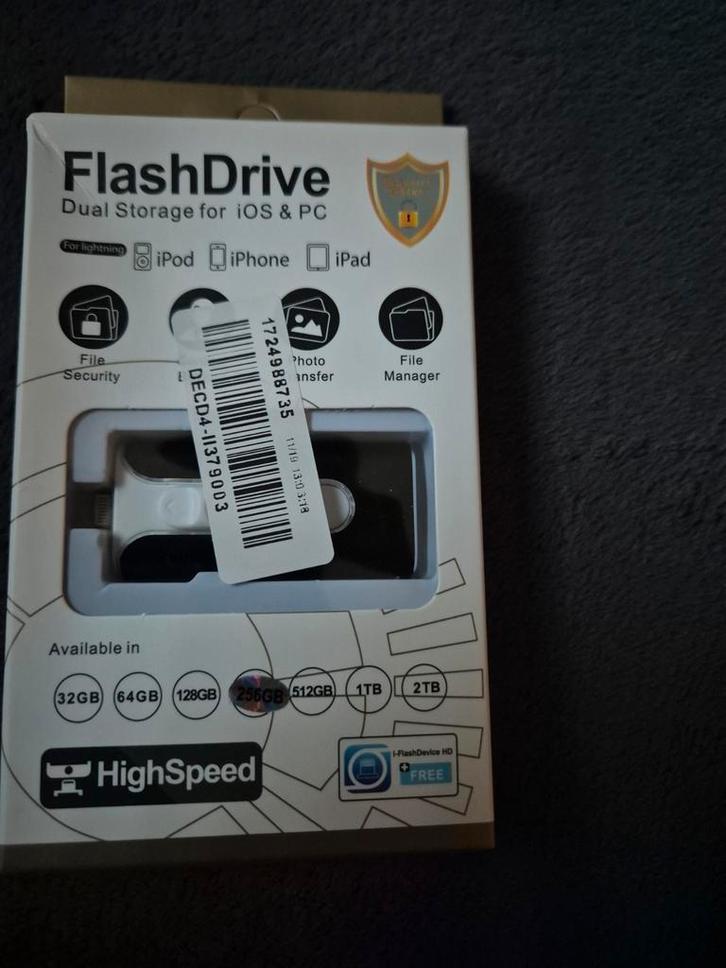 FlashDrive
Dual Storage for iOS & PC
For lightning iPod iPhone iPad
File Security
Photo
File Manager
1724988735
DECD4-II379003
Available in
32GB 64GB 128GB 256GB 512GB 1TB 2TB
HighSpeed
i-FlashDevice HD
FREE